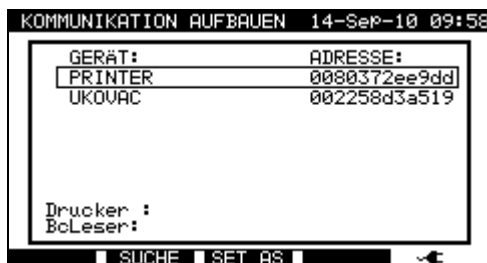 KOMMUNIKATION AUFBAUEN 14-Sep-10 09:58
GERÄT: ADRESSE:
PRINTER 0080372ee9dd
UKOVAC 002258d3a519
Drucker :
BcLeser:
SUCHE SET AS